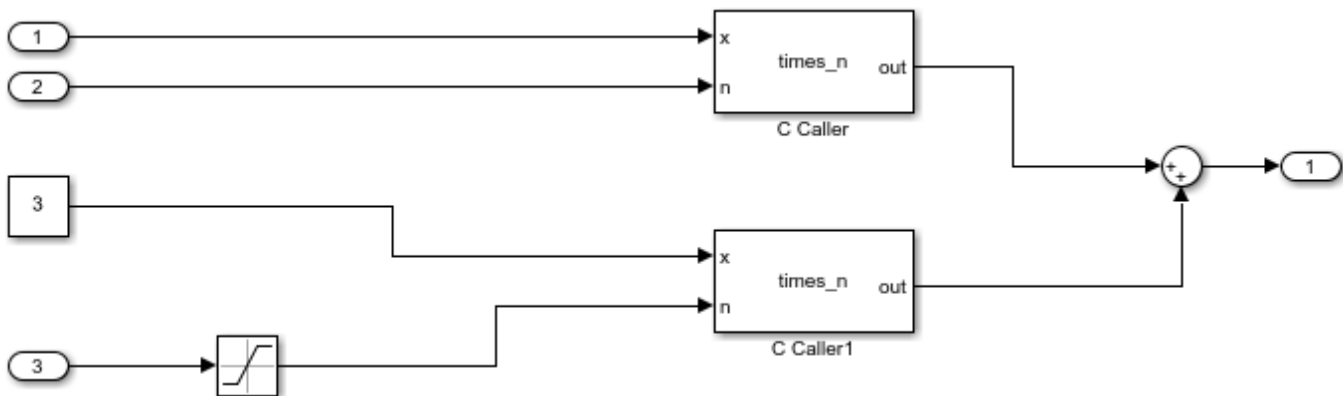 1
x
times_n
out
2
n
C Caller
+
+
1
3
x
times_n
out
n
3
C Caller1